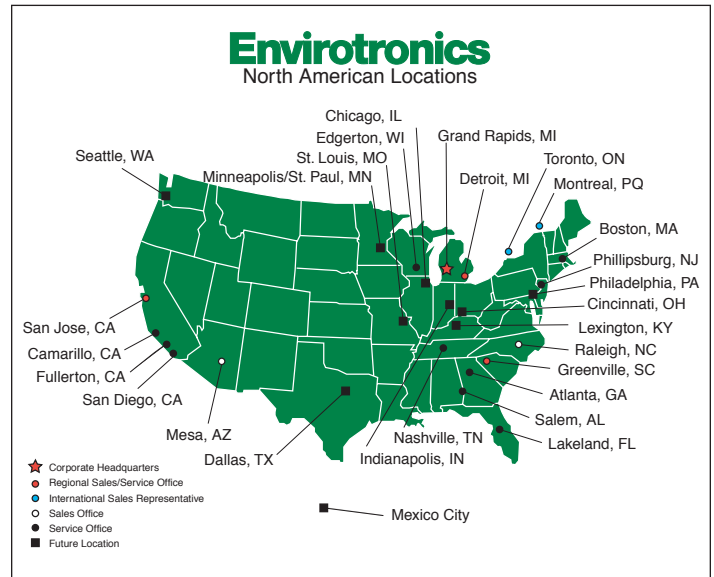 Envirotronics
North American Locations
Chicago, IL
Edgerton, WI
Grand Rapids, MI
St. Louis, MO
Toronto, ON
Seattle, WA
Minneapolis/St. Paul, MN
Detroit, MI
Montreal, PQ
Boston, MA
Phillipsburg, NJ
Philadelphia, PA
Cincinnati, OH
San Jose, CA
Lexington, KY
Camarillo, CA
Raleigh, NC
Fullerton, CA
Greenville, SC
San Diego, CA
Atlanta, GA
Salem, AL
Mesa, AZ
Nashville, TN
Lakeland, FL
Dallas, TX
Indianapolis, IN
Corporate Headquarters
Regional Sales/Service Office
International Sales Representative
Sales Office
Service Office
Future Location
Mexico City